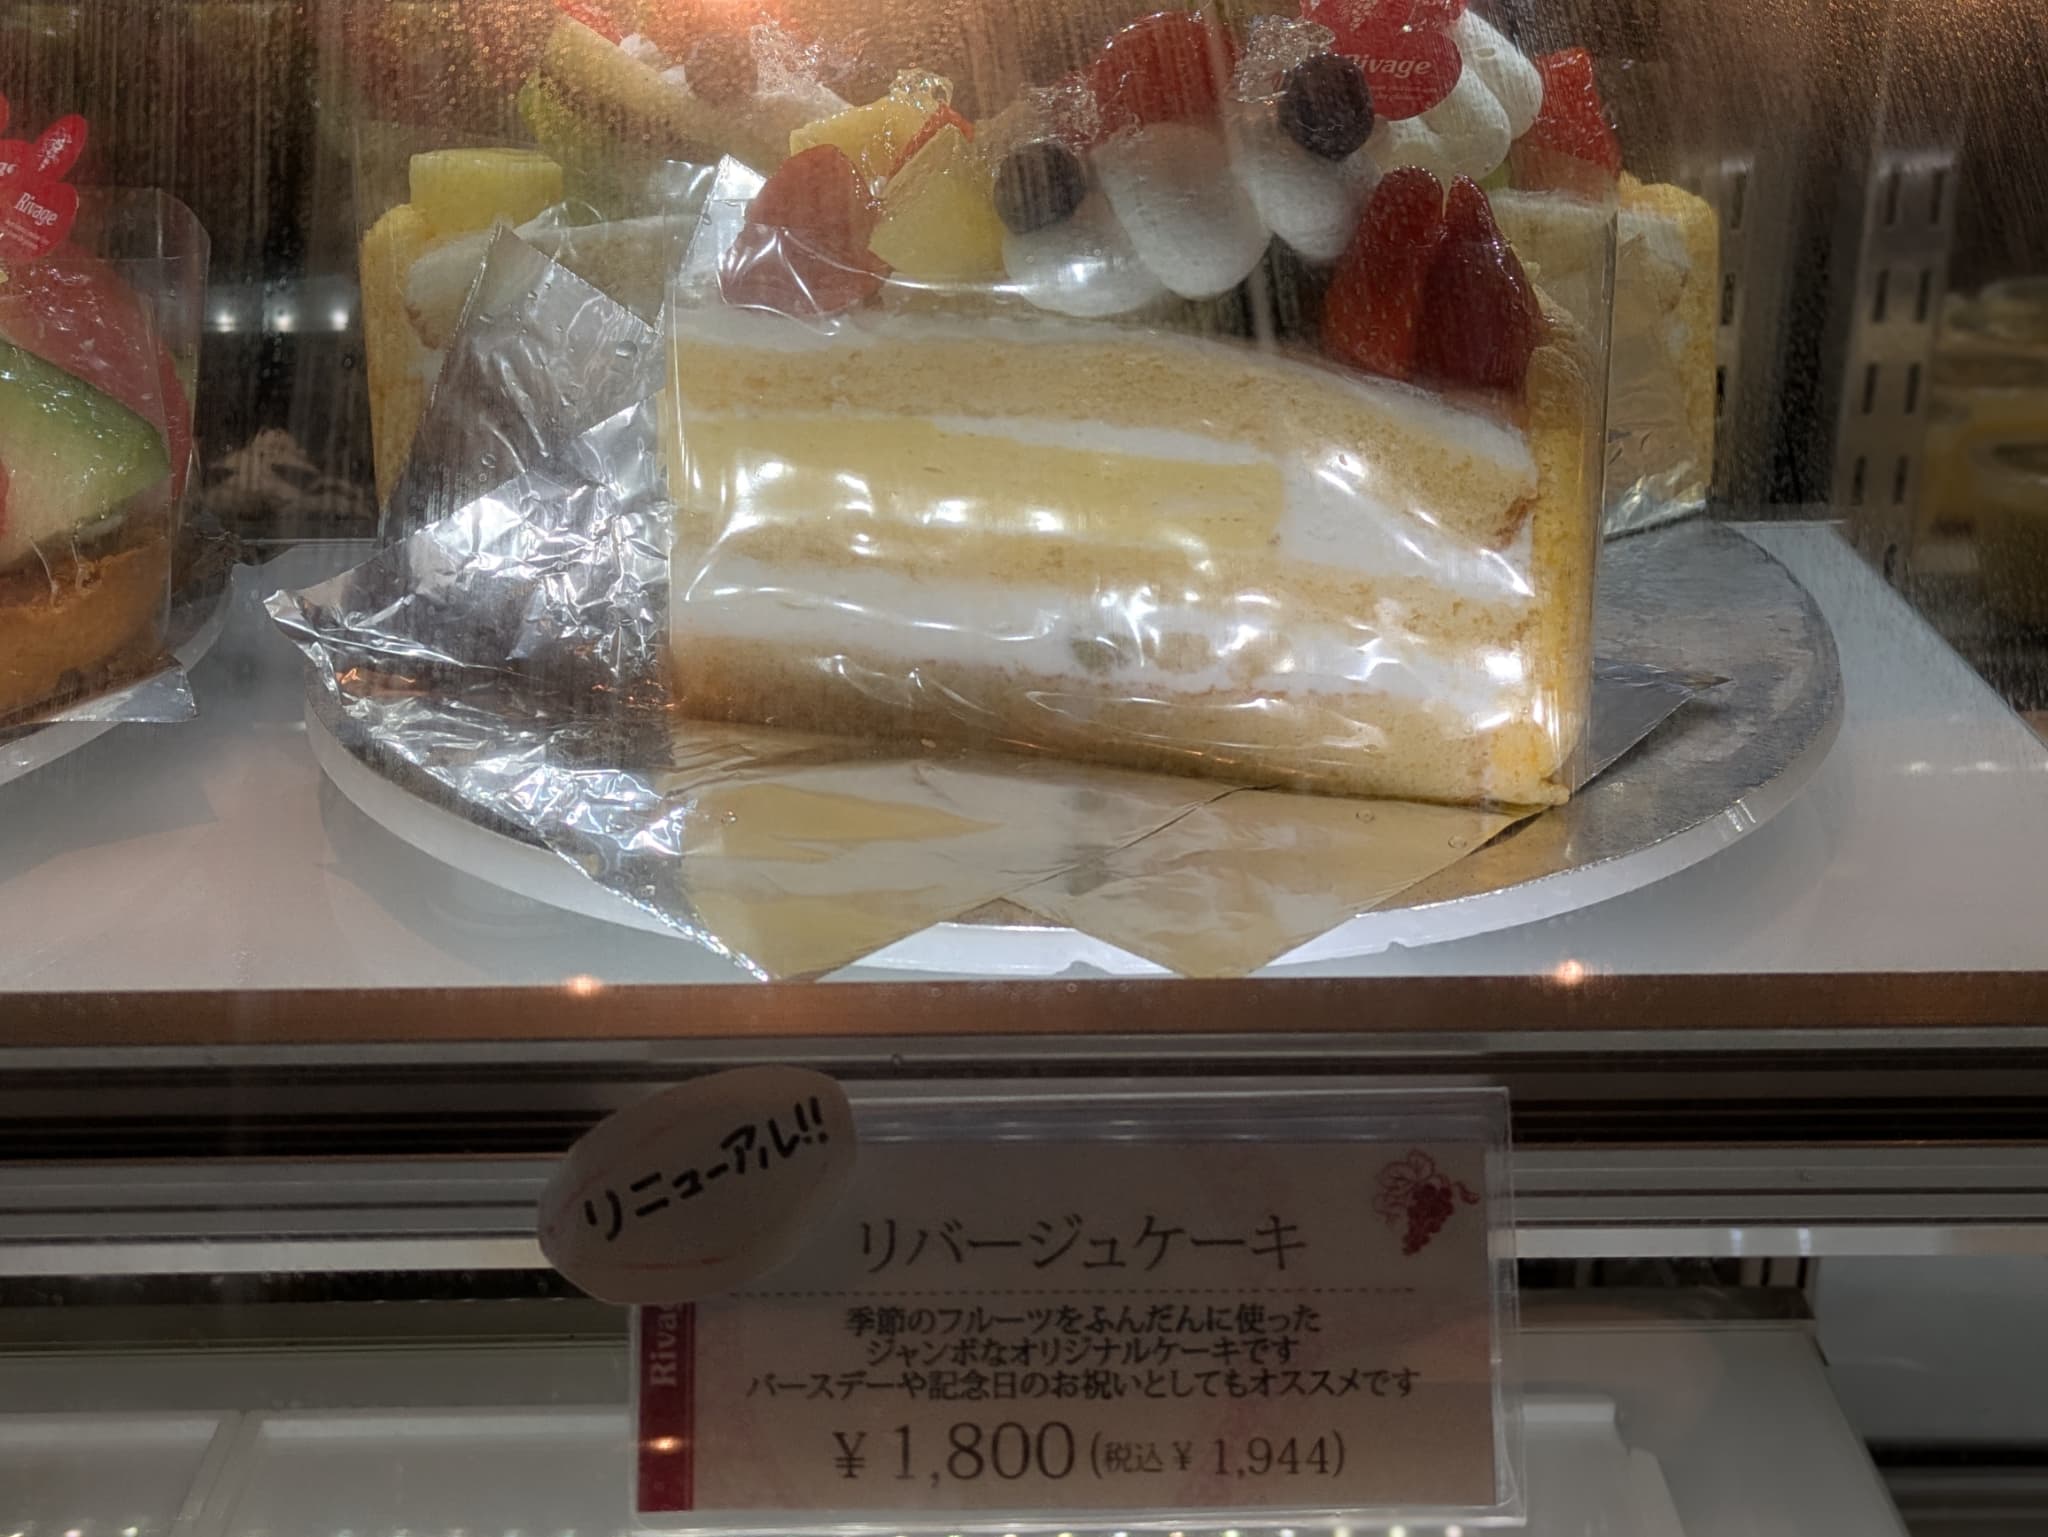 Rivage
Rivage
リニューアル!!
リバージュケーキ
季節のフルーツをふんだんに使った
ジャンボなオリジナルケーキです
バースデーや記念日のお祝いとしてもオススメです
¥1,800(税込¥1,944)